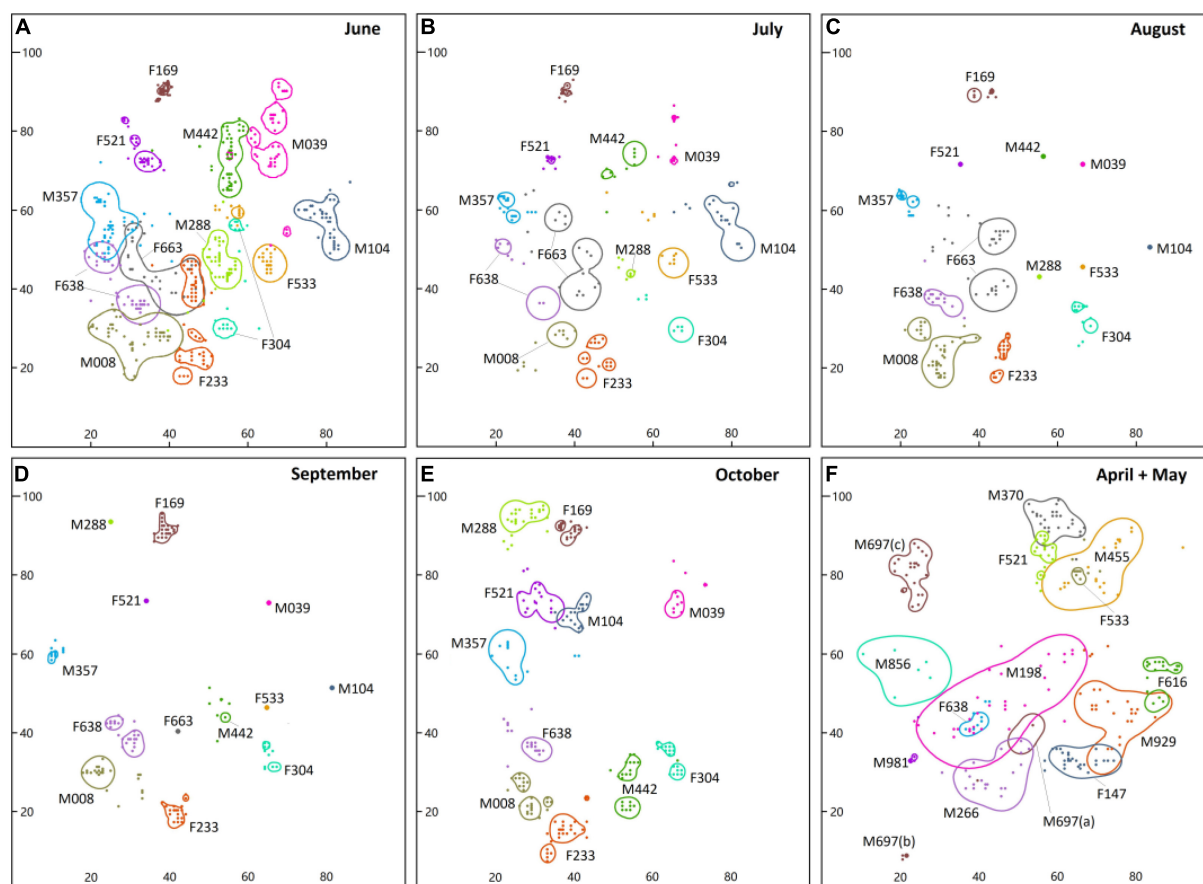 A June
100
F169
F521
M442
80
M039
M357
60
M288
F663
M104
F638
F533
40
F304
M008
20
F233
20 40 60 80
B July
100
F169
F521
M442
80
M039
M357
60
F663
M288
M104
F638
F533
40
M008
F304
20
F233
20 40 60 80
C August
100
F169
80
F521
M442
M039
M357
60
M104
F663
M288
F533
F638
40
F304
M008
20
F233
20 40 60 80
D September
100
F169
M288
80
F521
M039
60
M357
M104
F533
F638
F663
M442
40
F304
M008
20
F233
20 40 60 80
E October
100
M288
F169
80
F521
M039
M104
M357
60
F638
40
F304
M008
M442
20
F233
20 40 60 80
F April + May
100
M370
M697(c)
F521
M455
80
F533
M856
60
M198
F616
F638
40
M929
M981
F147
M266
M697(a)
20
M697(b)
20 40 60 80